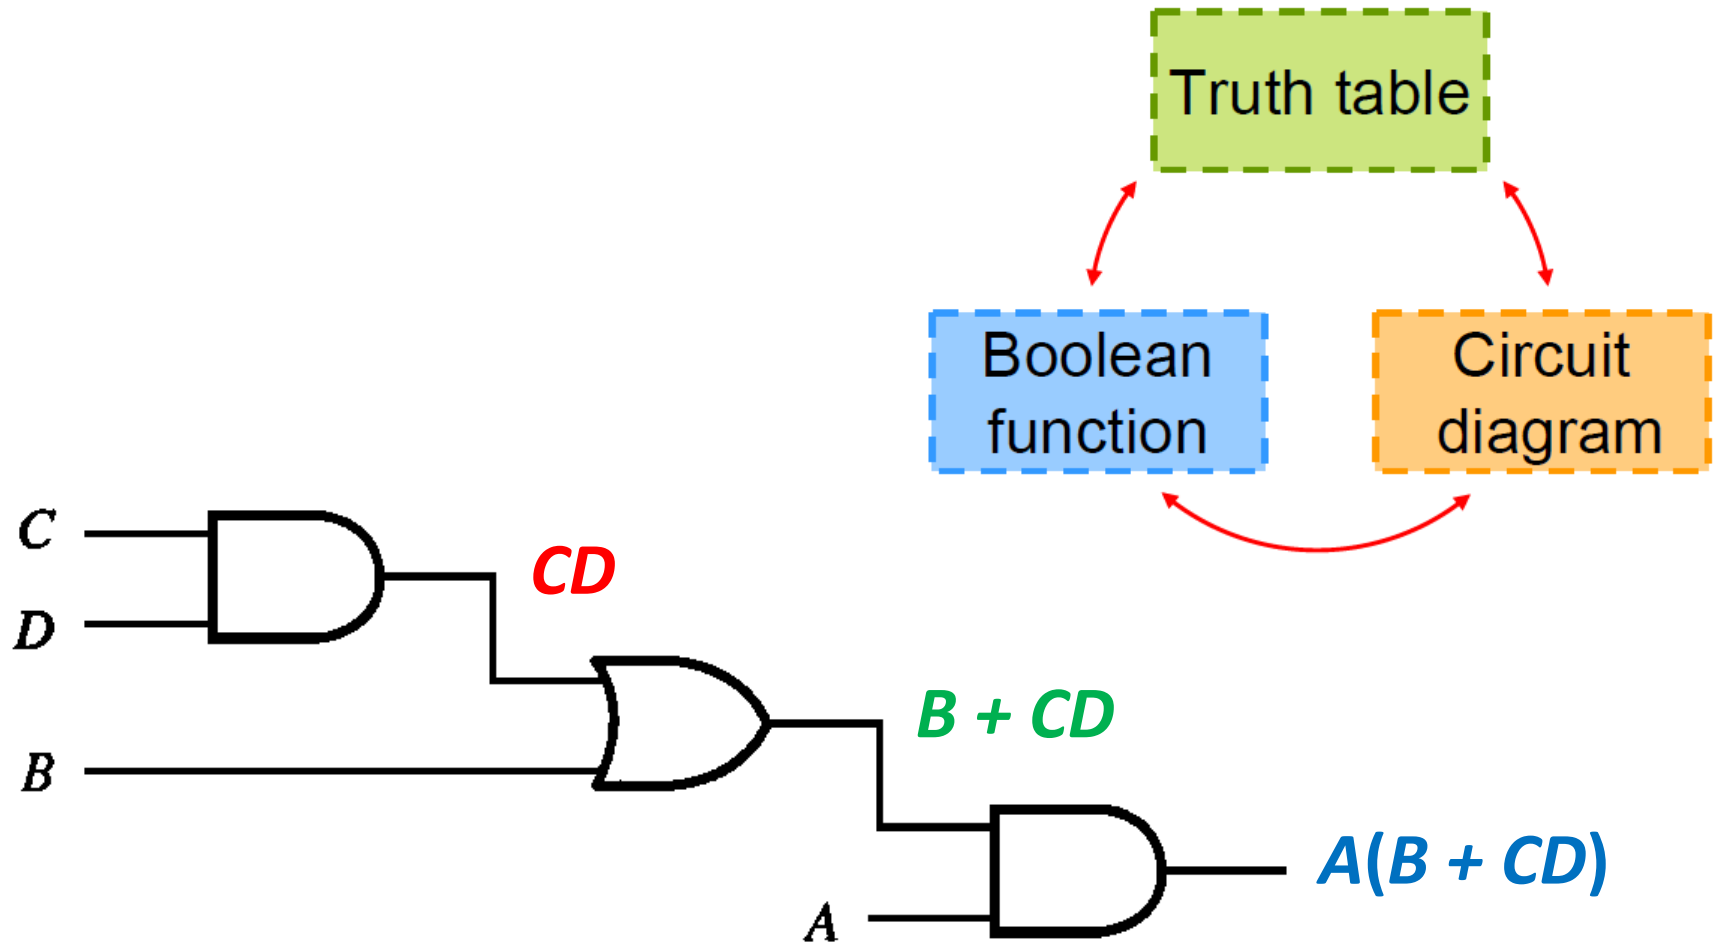 Truth table
Boolean
function
Circuit
diagram
C
CD
D
B + CD
B
A(B + CD)
A